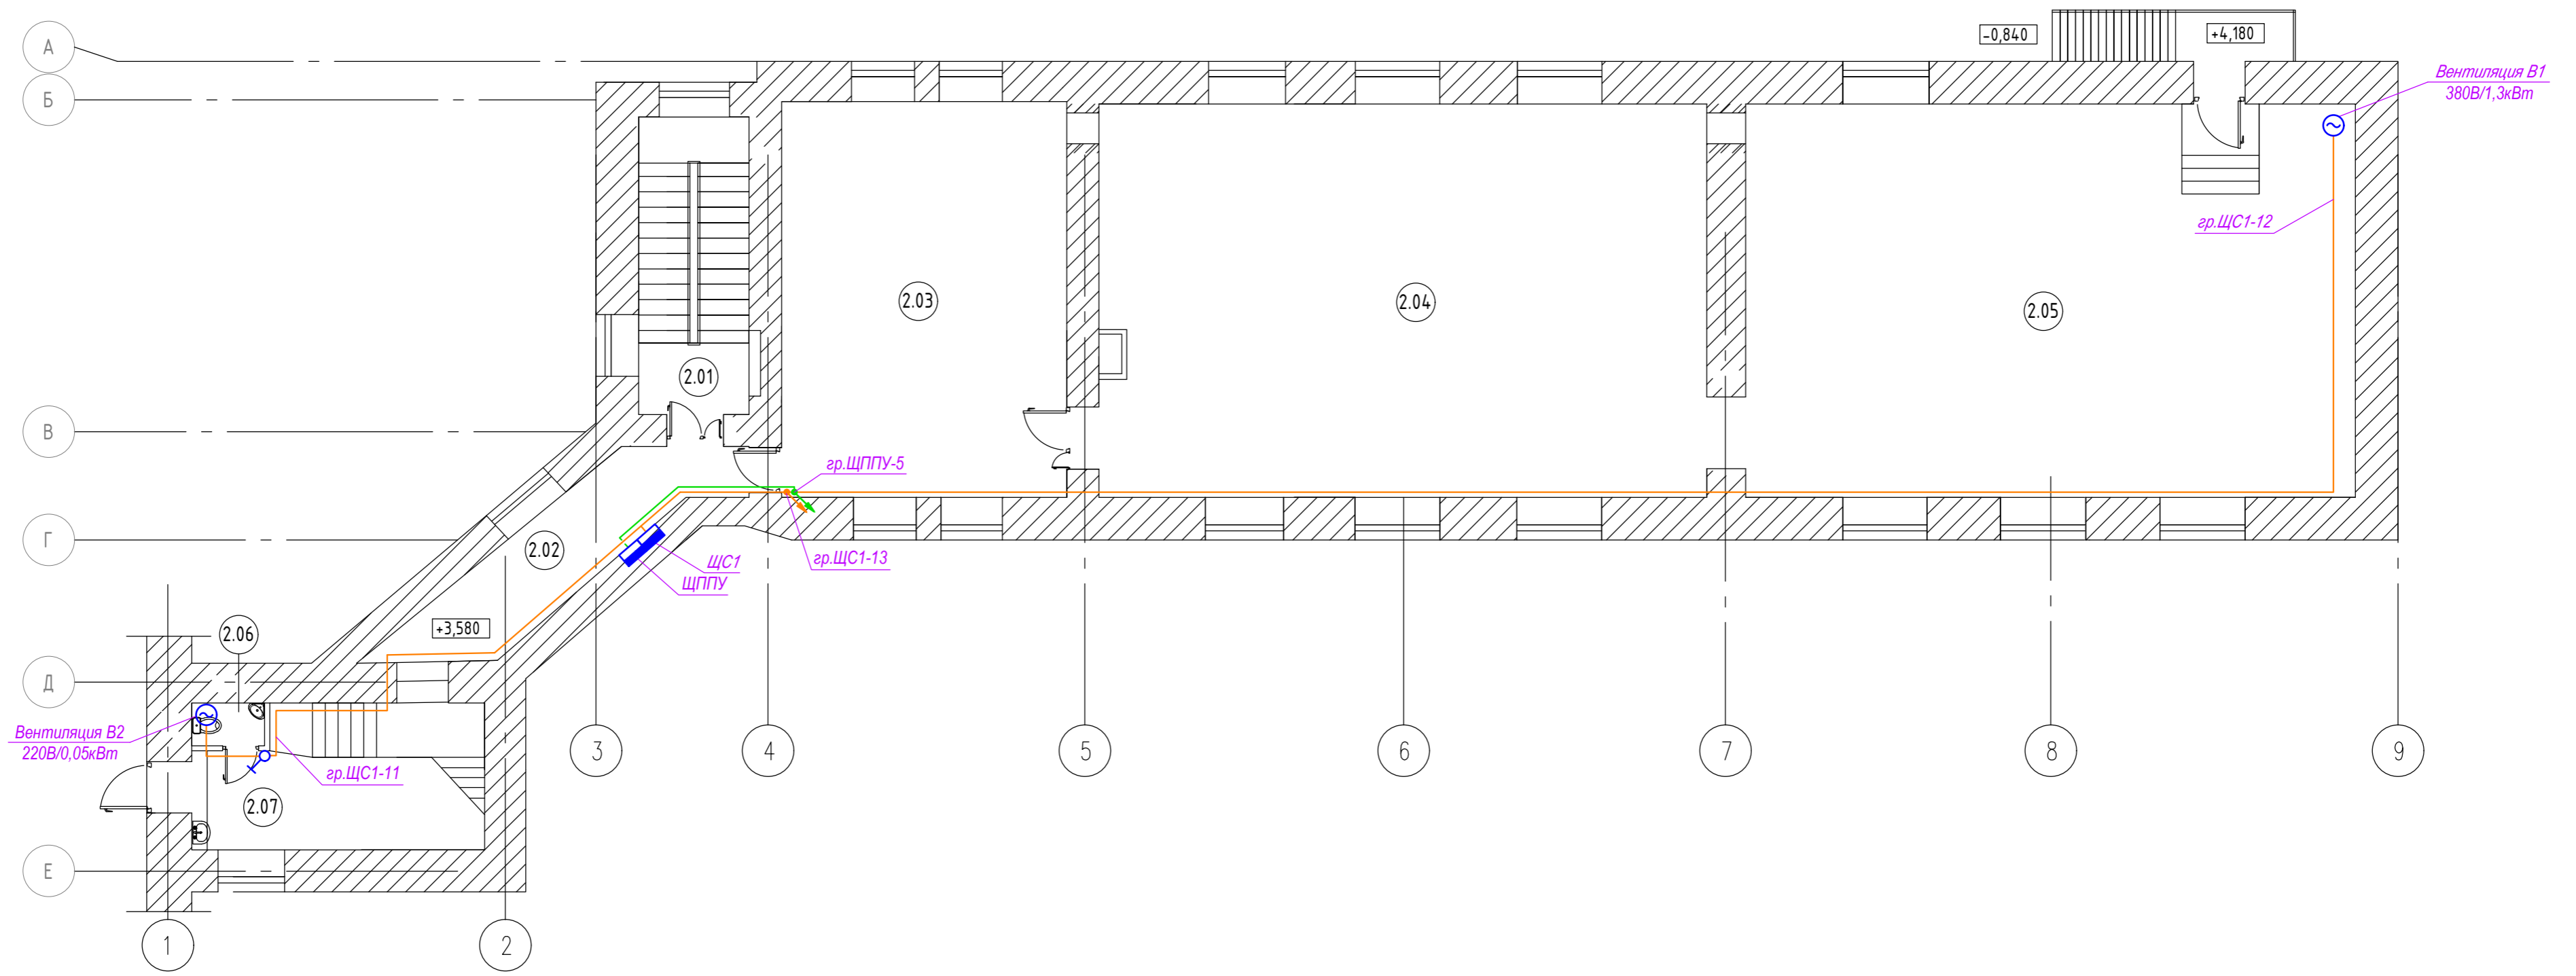 А
-0,840
+4,180
Вентиляция В1
380В/1,3кВт
Б
гр.ЩС1-12
2.03
2.04
2.05
2.01
В
гр.ЩППУ-5
Г
2.02
гр.ЩС1-13
ЩС1
ЩППУ
+3,580
2.06
Д
Вентиляция В2
220В/0,05кВт
гр.ЩС1-11
2.07
3
4
5
6
7
8
9
Е
1
2